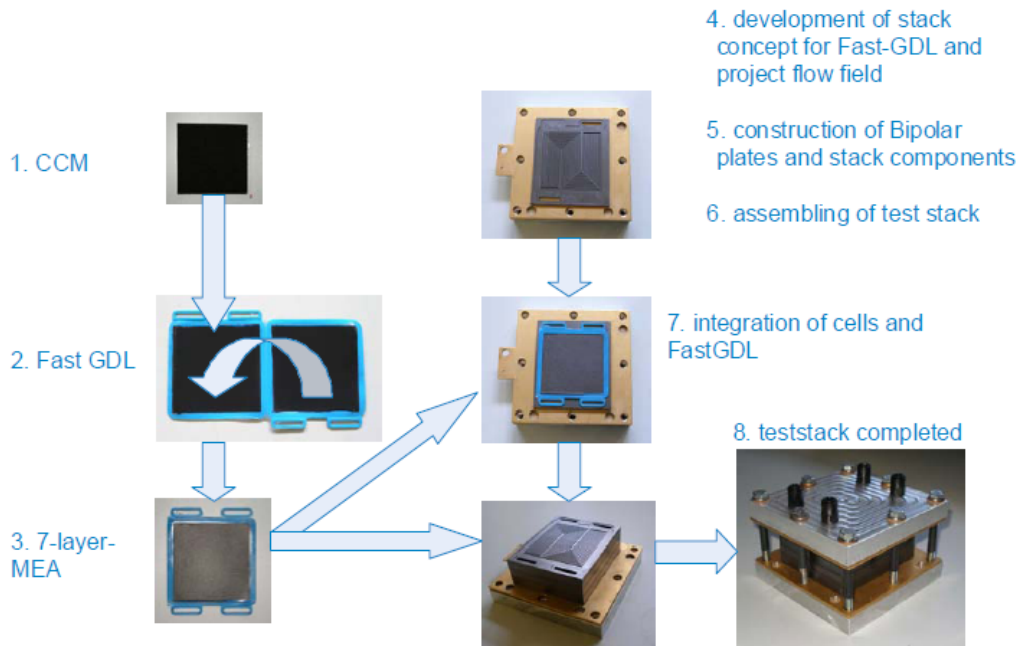 1. CCM
2. Fast GDL
3. 7-layer-
MEA
4. development of stack
concept for Fast-GDL and
project flow field
5. construction of Bipolar
plates and stack components
6. assembling of test stack
7. integration of cells and
FastGDL
8. teststack completed